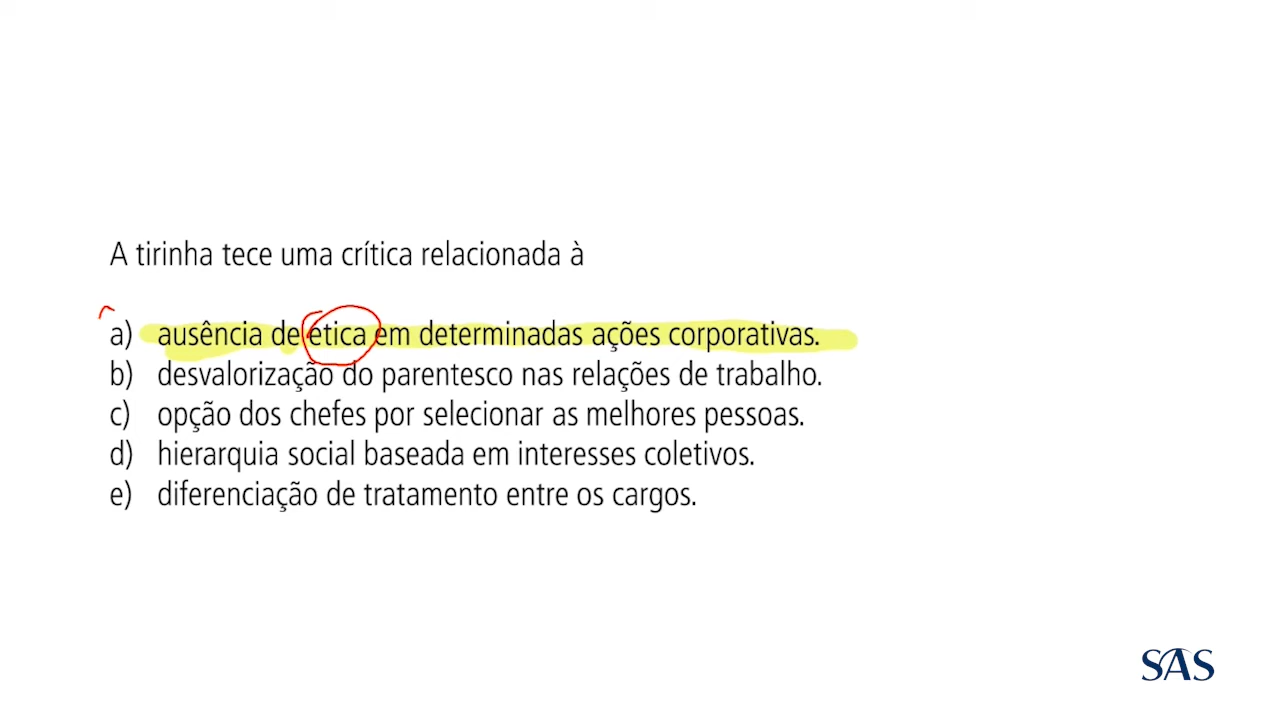 A tirinha tece uma crítica relacionada à
a) ausência de ética em determinadas ações corporativas.
b) desvalorização do parentesco nas relações de trabalho.
c) opção dos chefes por selecionar as melhores pessoas.
d) hierarquia social baseada em interesses coletivos.
e) diferenciação de tratamento entre os cargos.
SAS